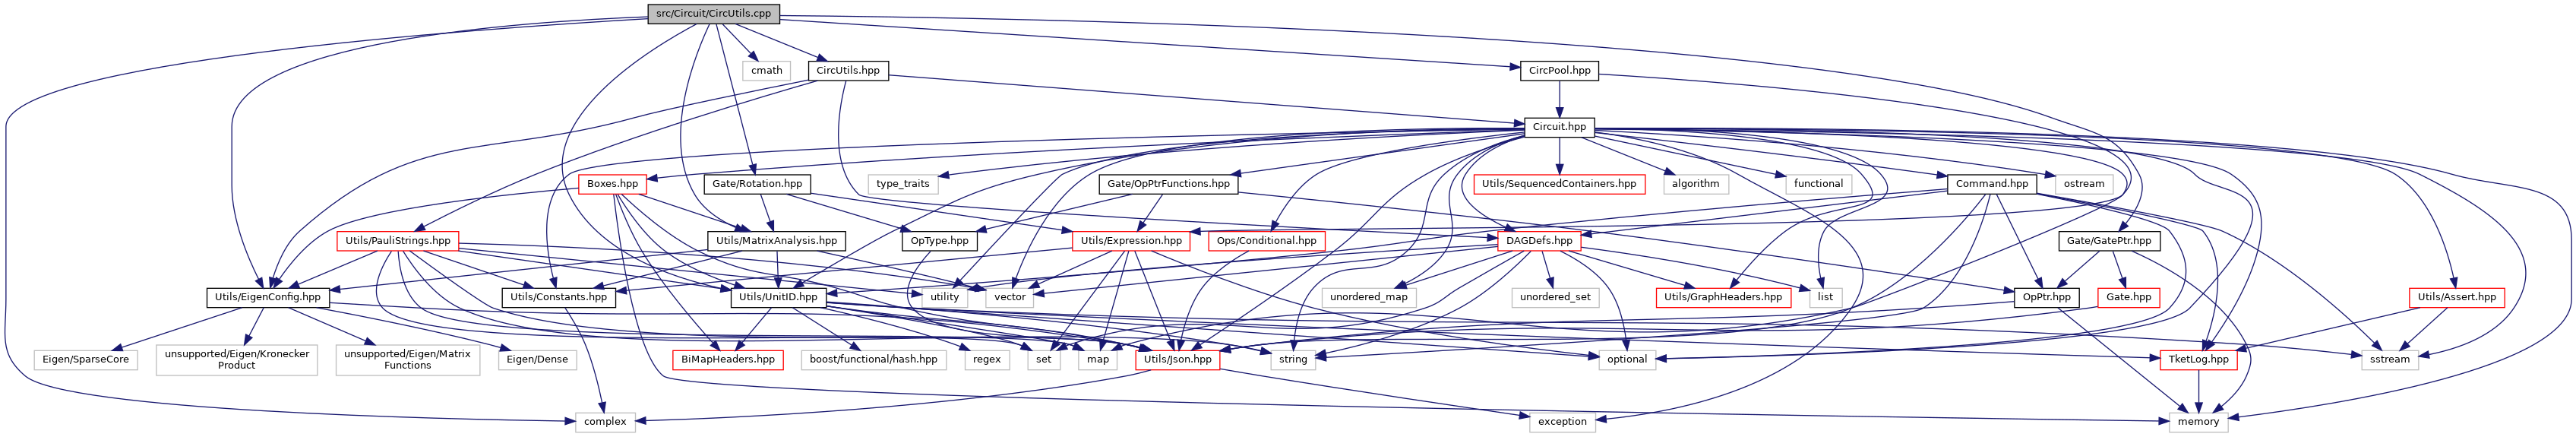 src/Circuit/CircUtils.cpp
cmath
CircUtils.hpp
CircPool.hpp
Circuit.hpp
Boxes.hpp
Gate/Rotation.hpp
type_traits
Gate/OpPtrFunctions.hpp
Utils/SequencedContainers.hpp
algorithm
functional
Command.hpp
ostream
Utils/PauliStrings.hpp
Utils/MatrixAnalysis.hpp
OpType.hpp
Utils/Expression.hpp
Ops/Conditional.hpp
DAGDefs.hpp
Gate/GatePtr.hpp
Utils/EigenConfig.hpp
Utils/Constants.hpp
Utils/UnitID.hpp
utility
vector
unordered_map
unordered_set
Utils/GraphHeaders.hpp
list
OpPtr.hpp
Gate.hpp
Utils/Assert.hpp
Eigen/SparseCore
unsupported/Eigen/Kronecker
Product
unsupported/Eigen/Matrix
Functions
Eigen/Dense
BiMapHeaders.hpp
boost/functional/hash.hpp
regex
set
map
Utils/Json.hpp
string
optional
TketLog.hpp
sstream
complex
exception
memory